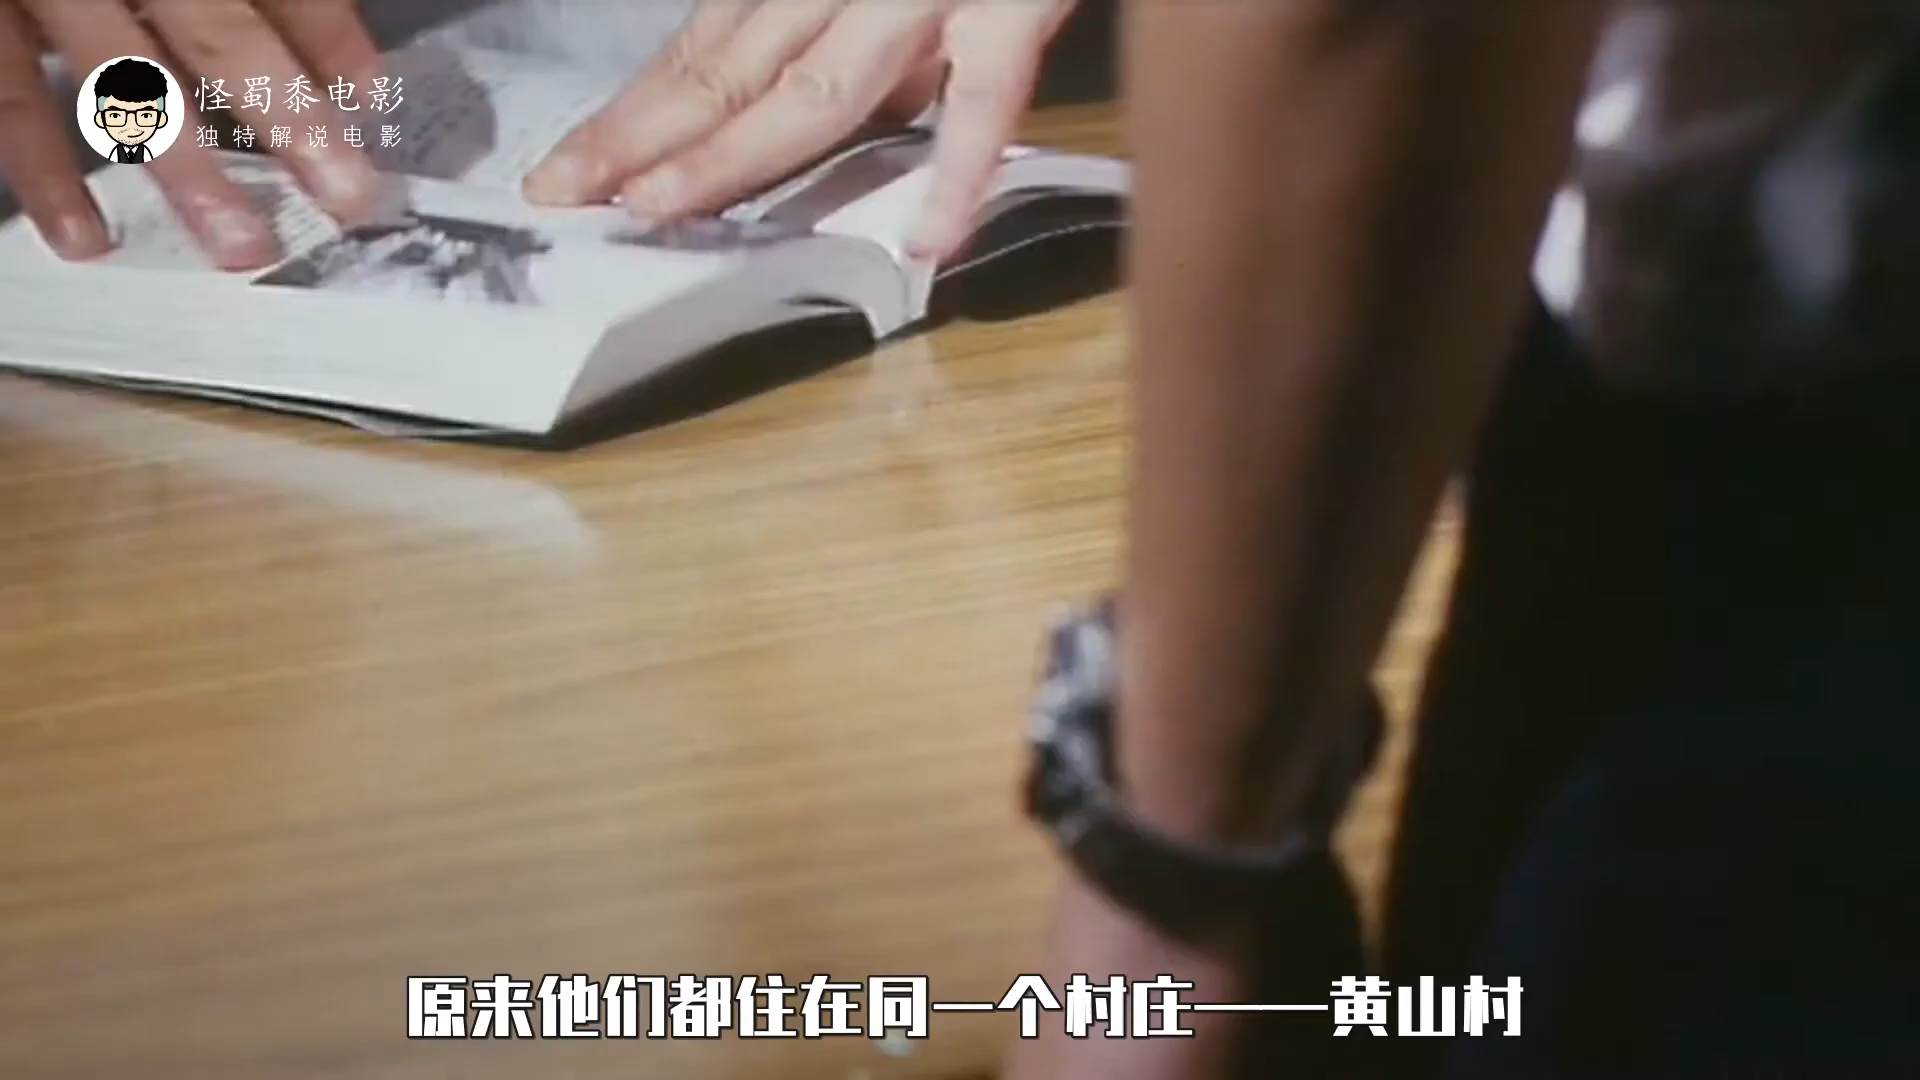 怪蜀黍电影
独特解说电影
原来他们都住在同一个村庄——黄山村